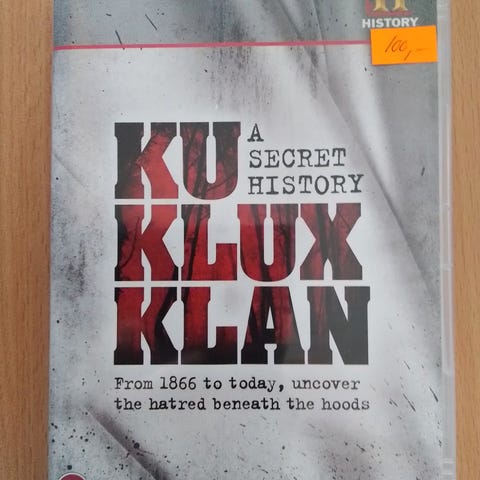 HISTORY
100,-
KU
A
SECRET
HISTORY
KLUX
KLAN
From 1866 to today, uncover
the hatred beneath the hoods